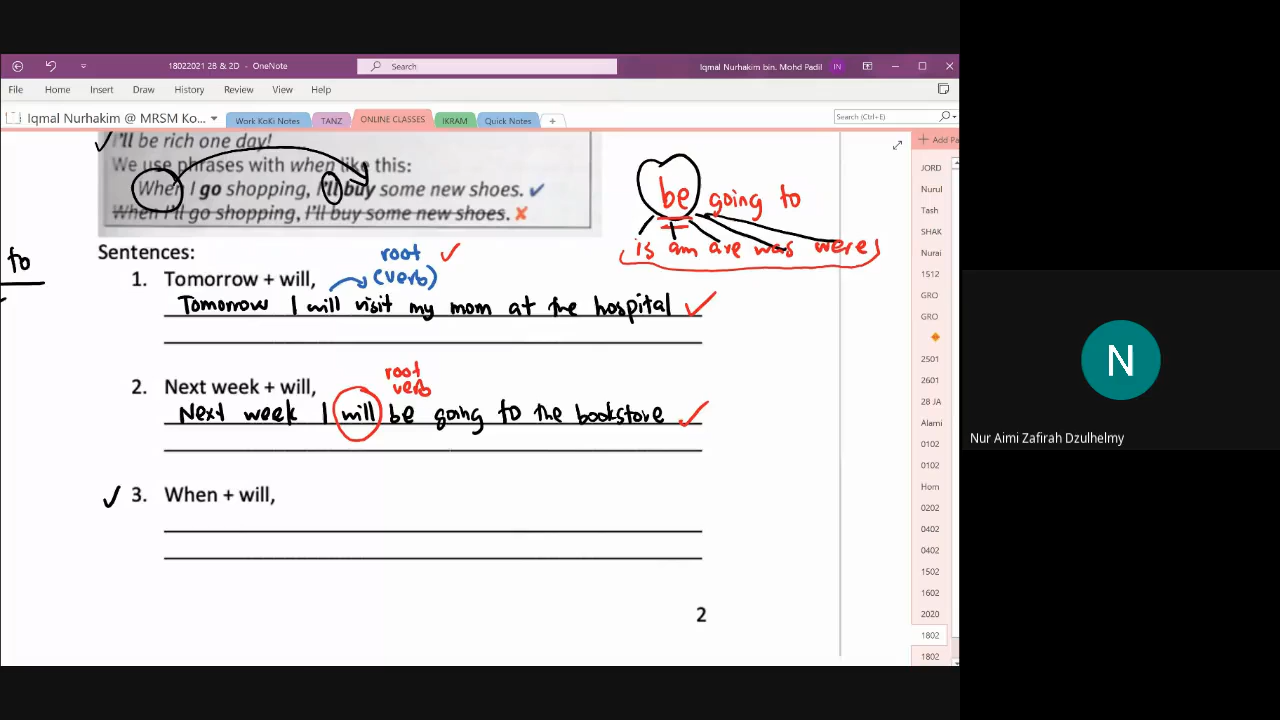 18022021 2B & 2D - OneNote
Search
Iqmal Nurhakim bin. Mohd Padil
IN
File Home Insert Draw History Review View Help
Iqmal Nurhakim @ MRSM Ko...
Work KoKi Notes
TANZ
ONLINE CLASSES
IKRAM
Quick Notes
Search (Ctrl+E)
Add Pa
I'll be rich one day!
We use phrases with when like this:
When I go shopping, I'll buy some new shoes. ✔
When I'll go shopping, I'll buy some new shoes. ✘
be going to
is am are was were
to
Sentences:
root
(verb)
1. Tomorrow + will,
Tomorrow I will visit my mom at the hospital
root
verb
2. Next week + will,
Next week I will be going to the bookstore
3. When + will,
2
JORD
Nurul
Tash
SHAK
Nurai
1512
GRO
GRO
2501
2601
28 JA
Alami
0102
0102
Hom
0202
0402
0402
1502
1602
2020
1802
1802
N
Nur Aimi Zafirah Dzulhelmy